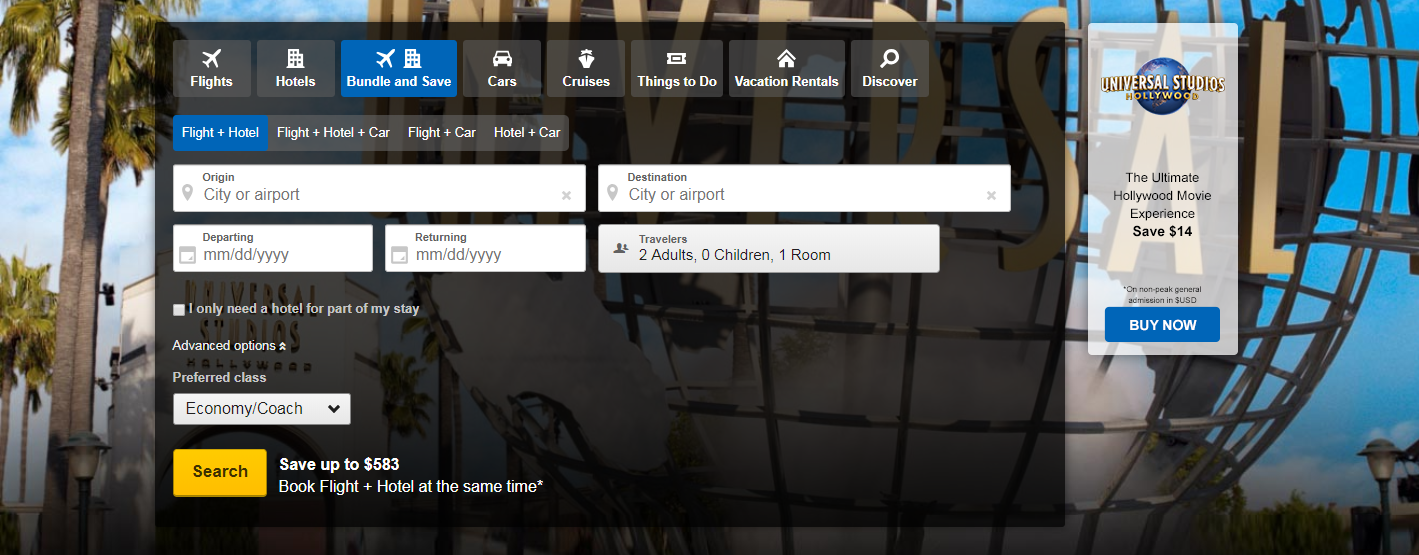 UNIVERSAL
Flights
Hotels
Bundle and Save
Cars
Cruises
Things to Do
Vacation Rentals
Discover
Flight + Hotel
Flight + Hotel + Car
Flight + Car
Hotel + Car
Origin
City or airport
Destination
City or airport
Departing
mm/dd/yyyy
Returning
mm/dd/yyyy
Travelers
2 Adults, 0 Children, 1 Room
I only need a hotel for part of my stay
UNIVERSAL
STUDIOS
HOLLYWOOD
Advanced options
Preferred class
Economy/Coach
Search
Save up to $583
Book Flight + Hotel at the same time*
UNIVERSAL STUDIOS
HOLLYWOOD
The Ultimate
Hollywood Movie
Experience
Save $14
*On non-peak general
admission in $USD
BUY NOW